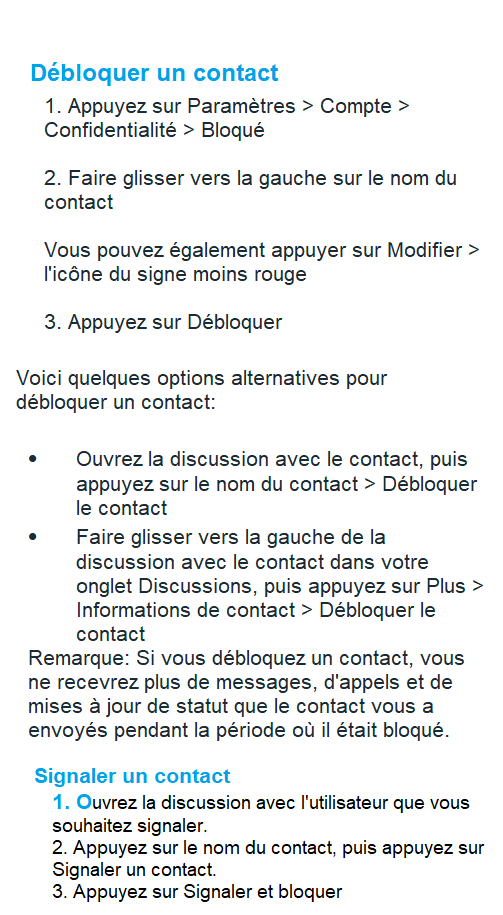 Débloquer un contact
1. Appuyez sur Paramètres > Compte >
Confidentialité > Bloqué
2. Faire glisser vers la gauche sur le nom du
contact
Vous pouvez également appuyer sur Modifier >
l'icône du signe moins rouge
3. Appuyez sur Débloquer
Voici quelques options alternatives pour
débloquer un contact:
• Ouvrez la discussion avec le contact, puis
appuyez sur le nom du contact > Débloquer
le contact
• Faire glisser vers la gauche de la
discussion avec le contact dans votre
onglet Discussions, puis appuyez sur Plus >
Informations de contact > Débloquer le
contact
Remarque: Si vous débloquez un contact, vous
ne recevrez plus de messages, d'appels et de
mises à jour de statut que le contact vous a
envoyés pendant la période où il était bloqué.
Signaler un contact
1. Ouvrez la discussion avec l'utilisateur que vous
souhaitez signaler.
2. Appuyez sur le nom du contact, puis appuyez sur
Signaler un contact.
3. Appuyez sur Signaler et bloquer